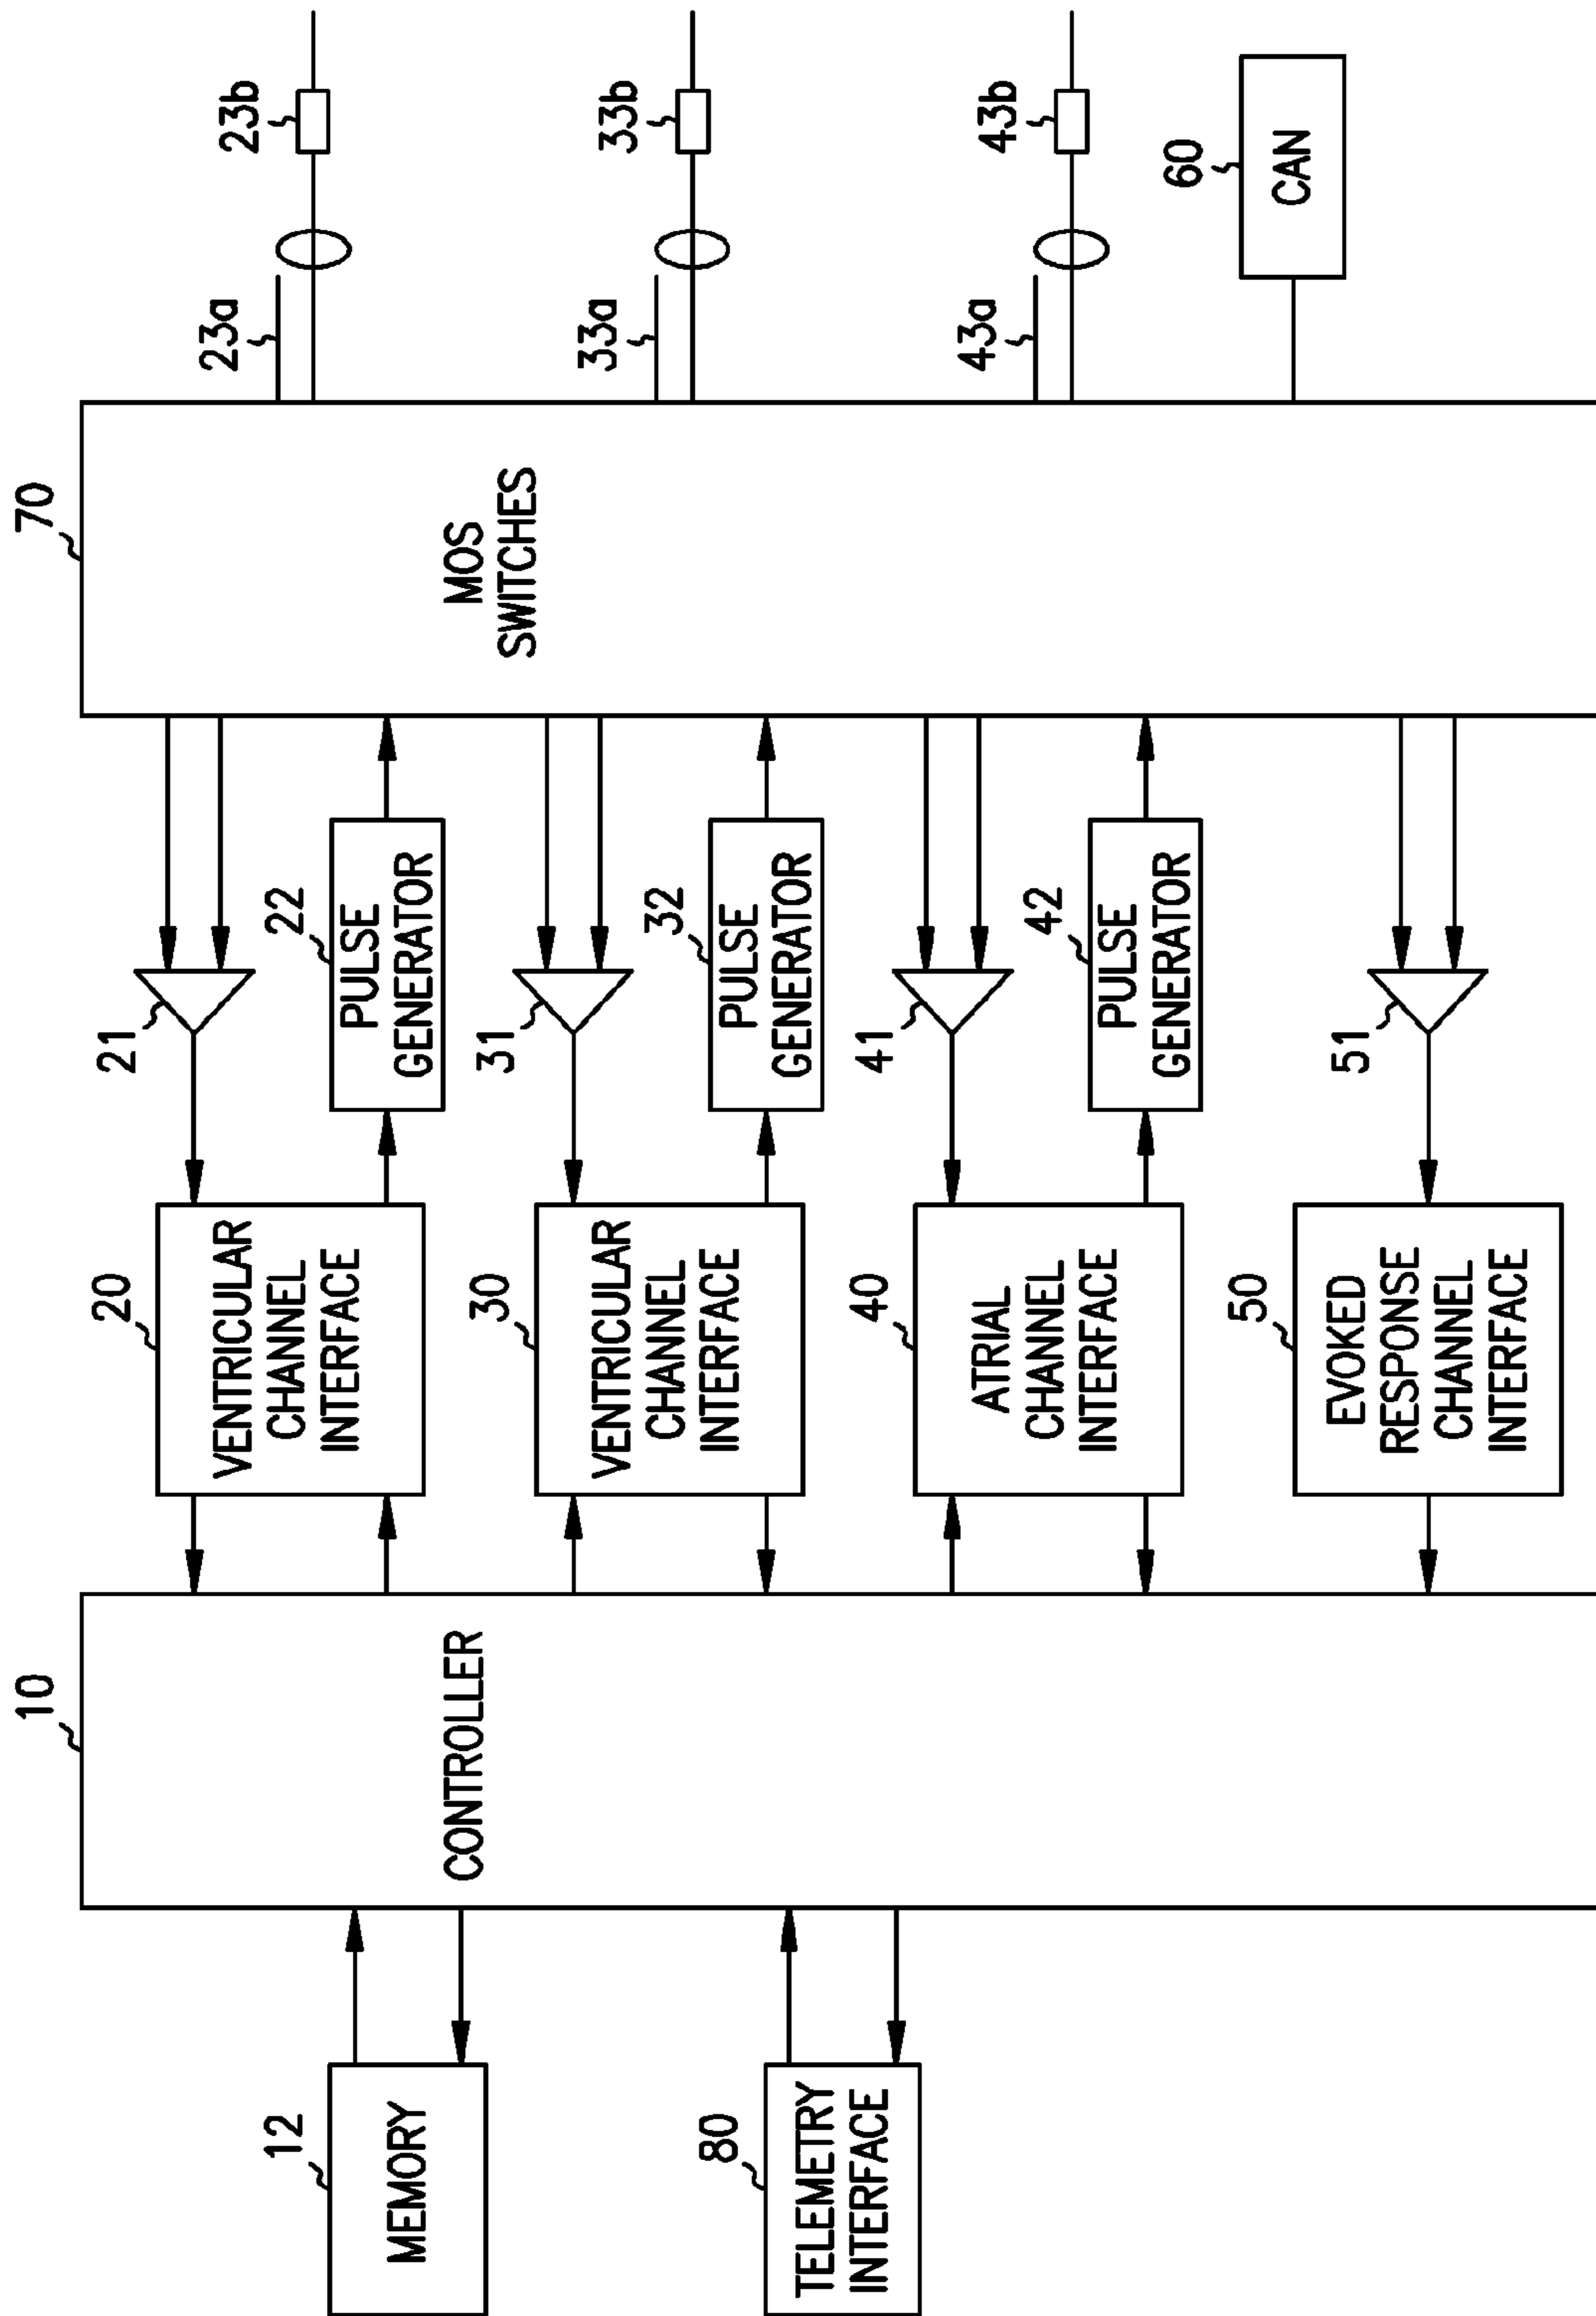 10
CONTROLLER
12
MEMORY
80
TELEMETRY
INTERFACE
20
VENTRICULAR
CHANNEL
INTERFACE
21
22
PULSE
GENERATOR
30
VENTRICULAR
CHANNEL
INTERFACE
31
32
PULSE
GENERATOR
40
ATRIAL
CHANNEL
INTERFACE
41
42
PULSE
GENERATOR
50
EVOKED
RESPONSE
CHANNEL
INTERFACE
51
70
MOS
SWITCHES
23a
23b
33a
33b
43a
43b
60
CAN